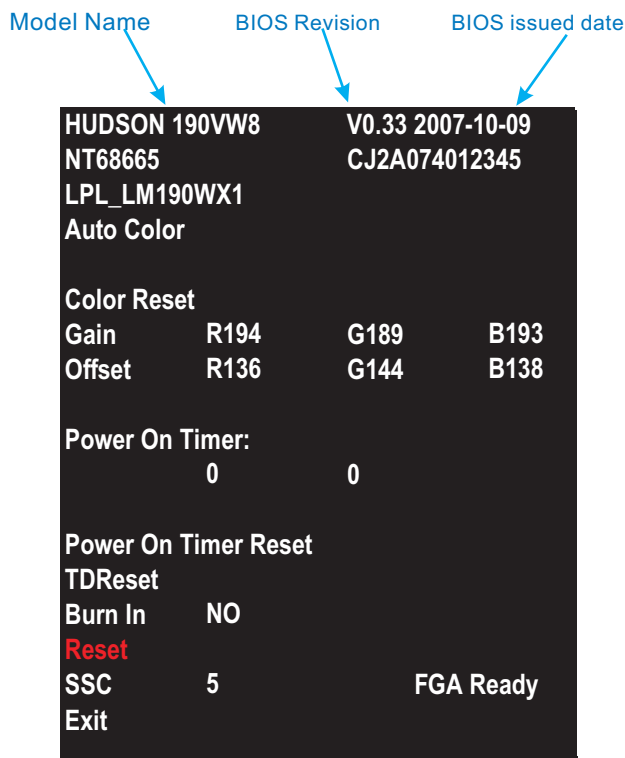 Model Name BIOS Revision BIOS issued date
HUDSON 190VW8 V0.33 2007-10-09
NT68665 CJ2A074012345
LPL_LM190WX1
Auto Color
Color Reset
Gain R194 G189 B193
Offset R136 G144 B138
Power On Timer:
0 0
Power On Timer Reset
TDReset
Burn In NO
Reset
SSC 5 FGA Ready
Exit